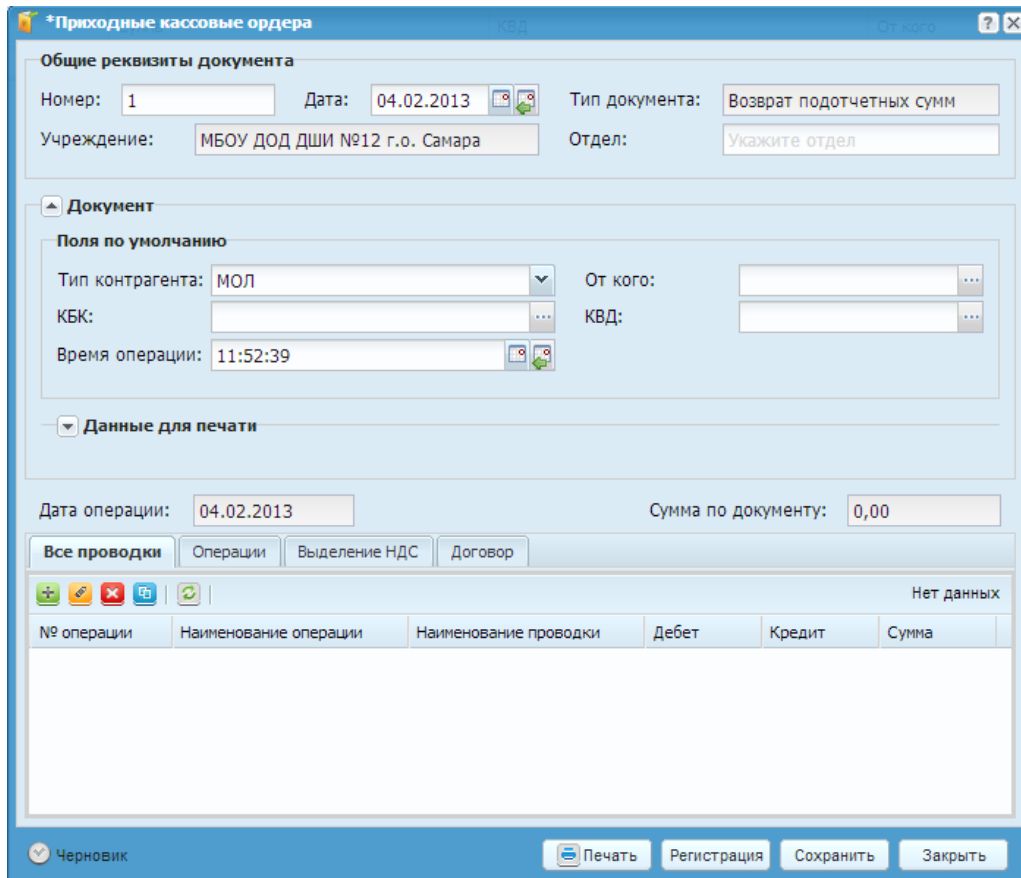 *Приходные кассовые ордера КВД От кого
Общие реквизиты документа
Номер: 1 Дата: 04.02.2013 Тип документа: Возврат подотчетных сумм
Учреждение: МБОУ ДОД ДШИ №12 г.о. Самара Отдел: Укажите отдел
Документ
Поля по умолчанию
Тип контрагента: МОЛ От кого:
КБК: КВД:
Время операции: 11:52:39
Данные для печати
Дата операции: 04.02.2013 Сумма по документу: 0,00
Все проводки Операции Выделение НДС Договор
Нет данных
№ операции Наименование операции Наименование проводки Дебет Кредит Сумма
Черновик Печать Регистрация Сохранить Закрыть